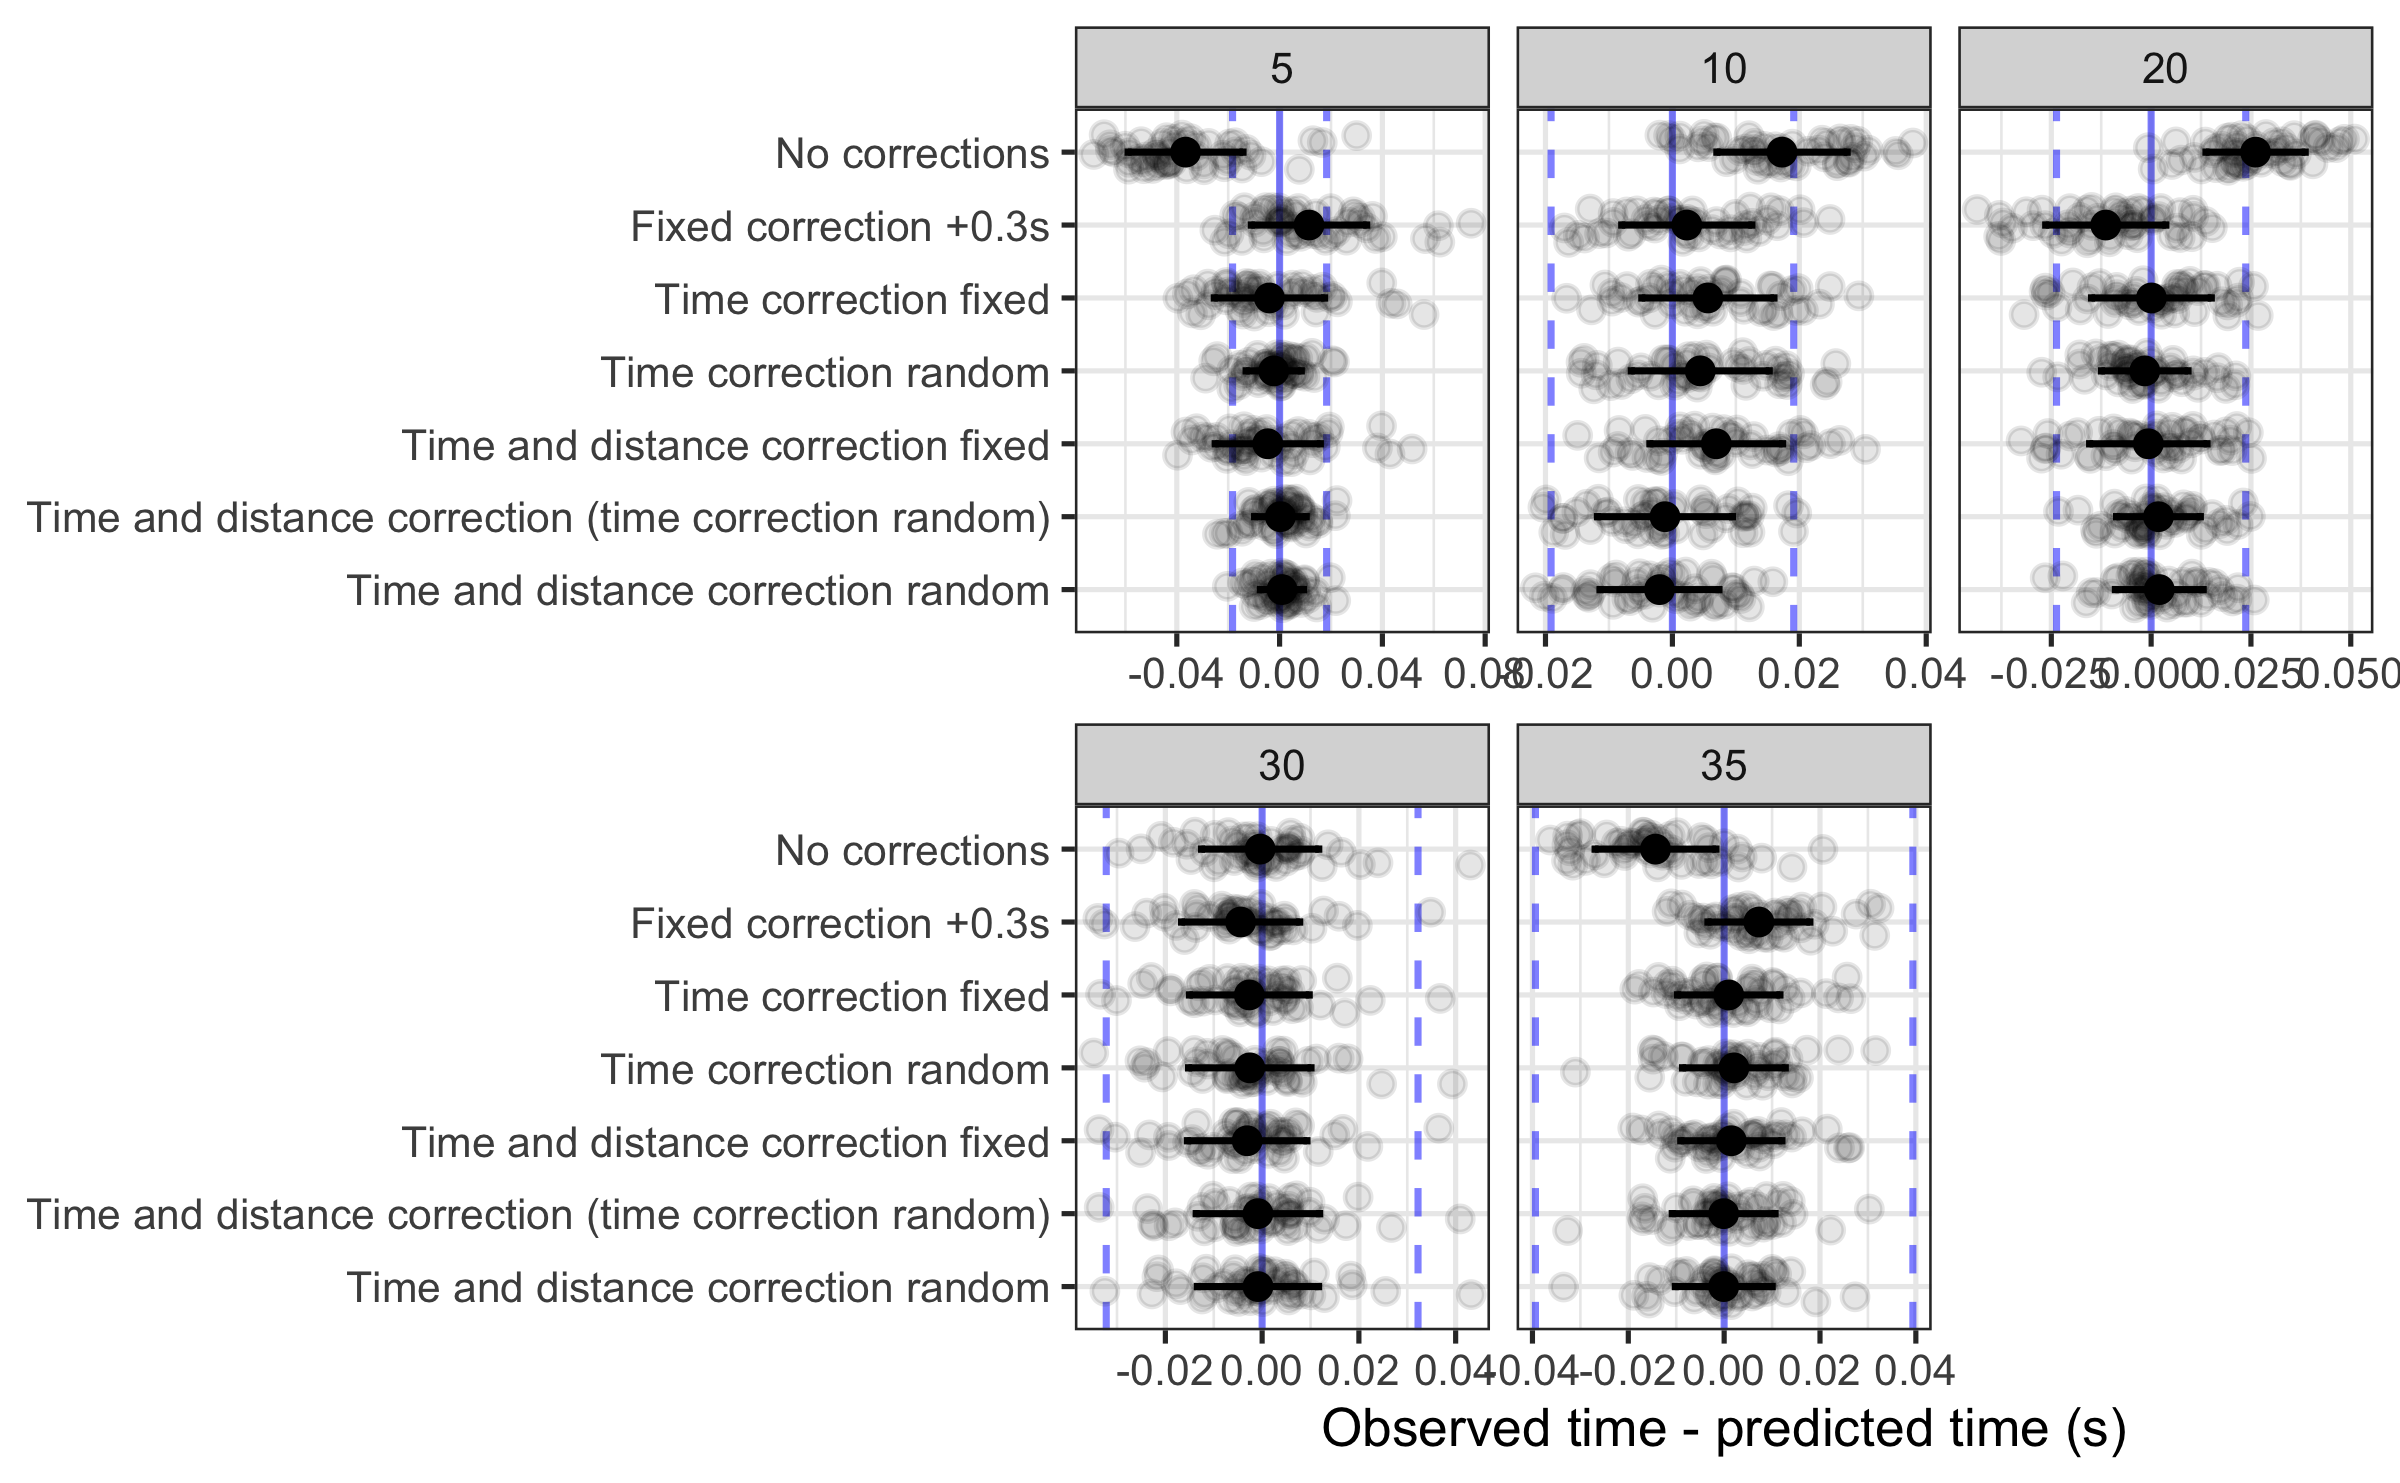 5 10 20
No corrections
Fixed correction +0.3s
Time correction fixed
Time correction random
Time and distance correction fixed
Time and distance correction (time correction random)
Time and distance correction random
-0.04 0.00 0.04 0.08 -0.02 0.00 0.02 0.04 -0.025 0.000 0.025 0.050
30 35
No corrections
Fixed correction +0.3s
Time correction fixed
Time correction random
Time and distance correction fixed
Time and distance correction (time correction random)
Time and distance correction random
-0.02 0.00 0.02 0.04 -0.04 -0.02 0.00 0.02 0.04
Observed time - predicted time (s)